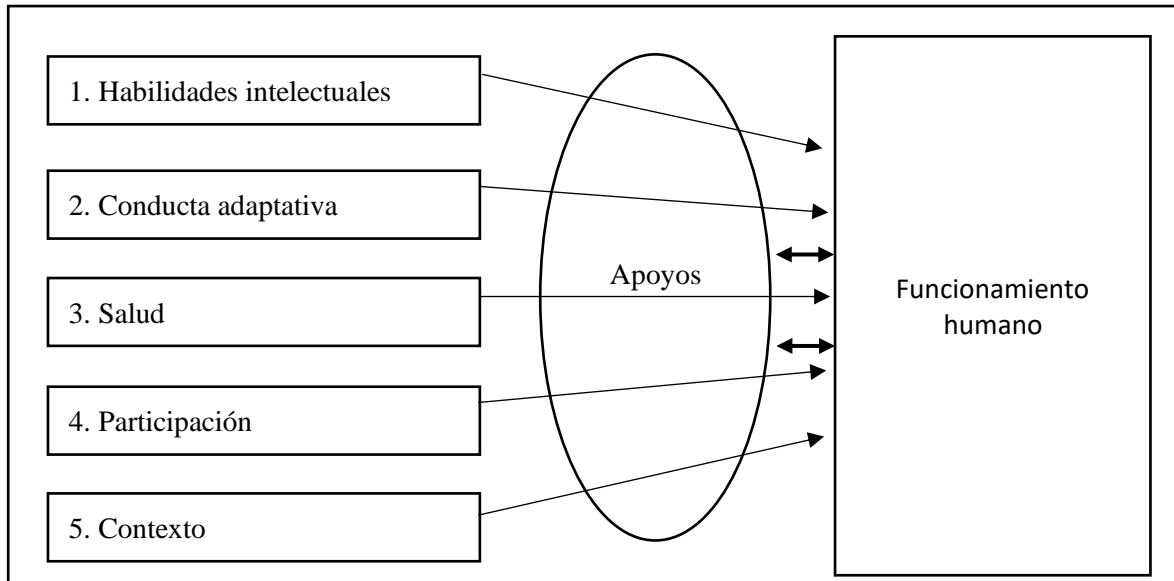 1. Habilidades intelectuales
2. Conducta adaptativa
3. Salud
4. Participación
5. Contexto
Apoyos
Funcionamiento
humano